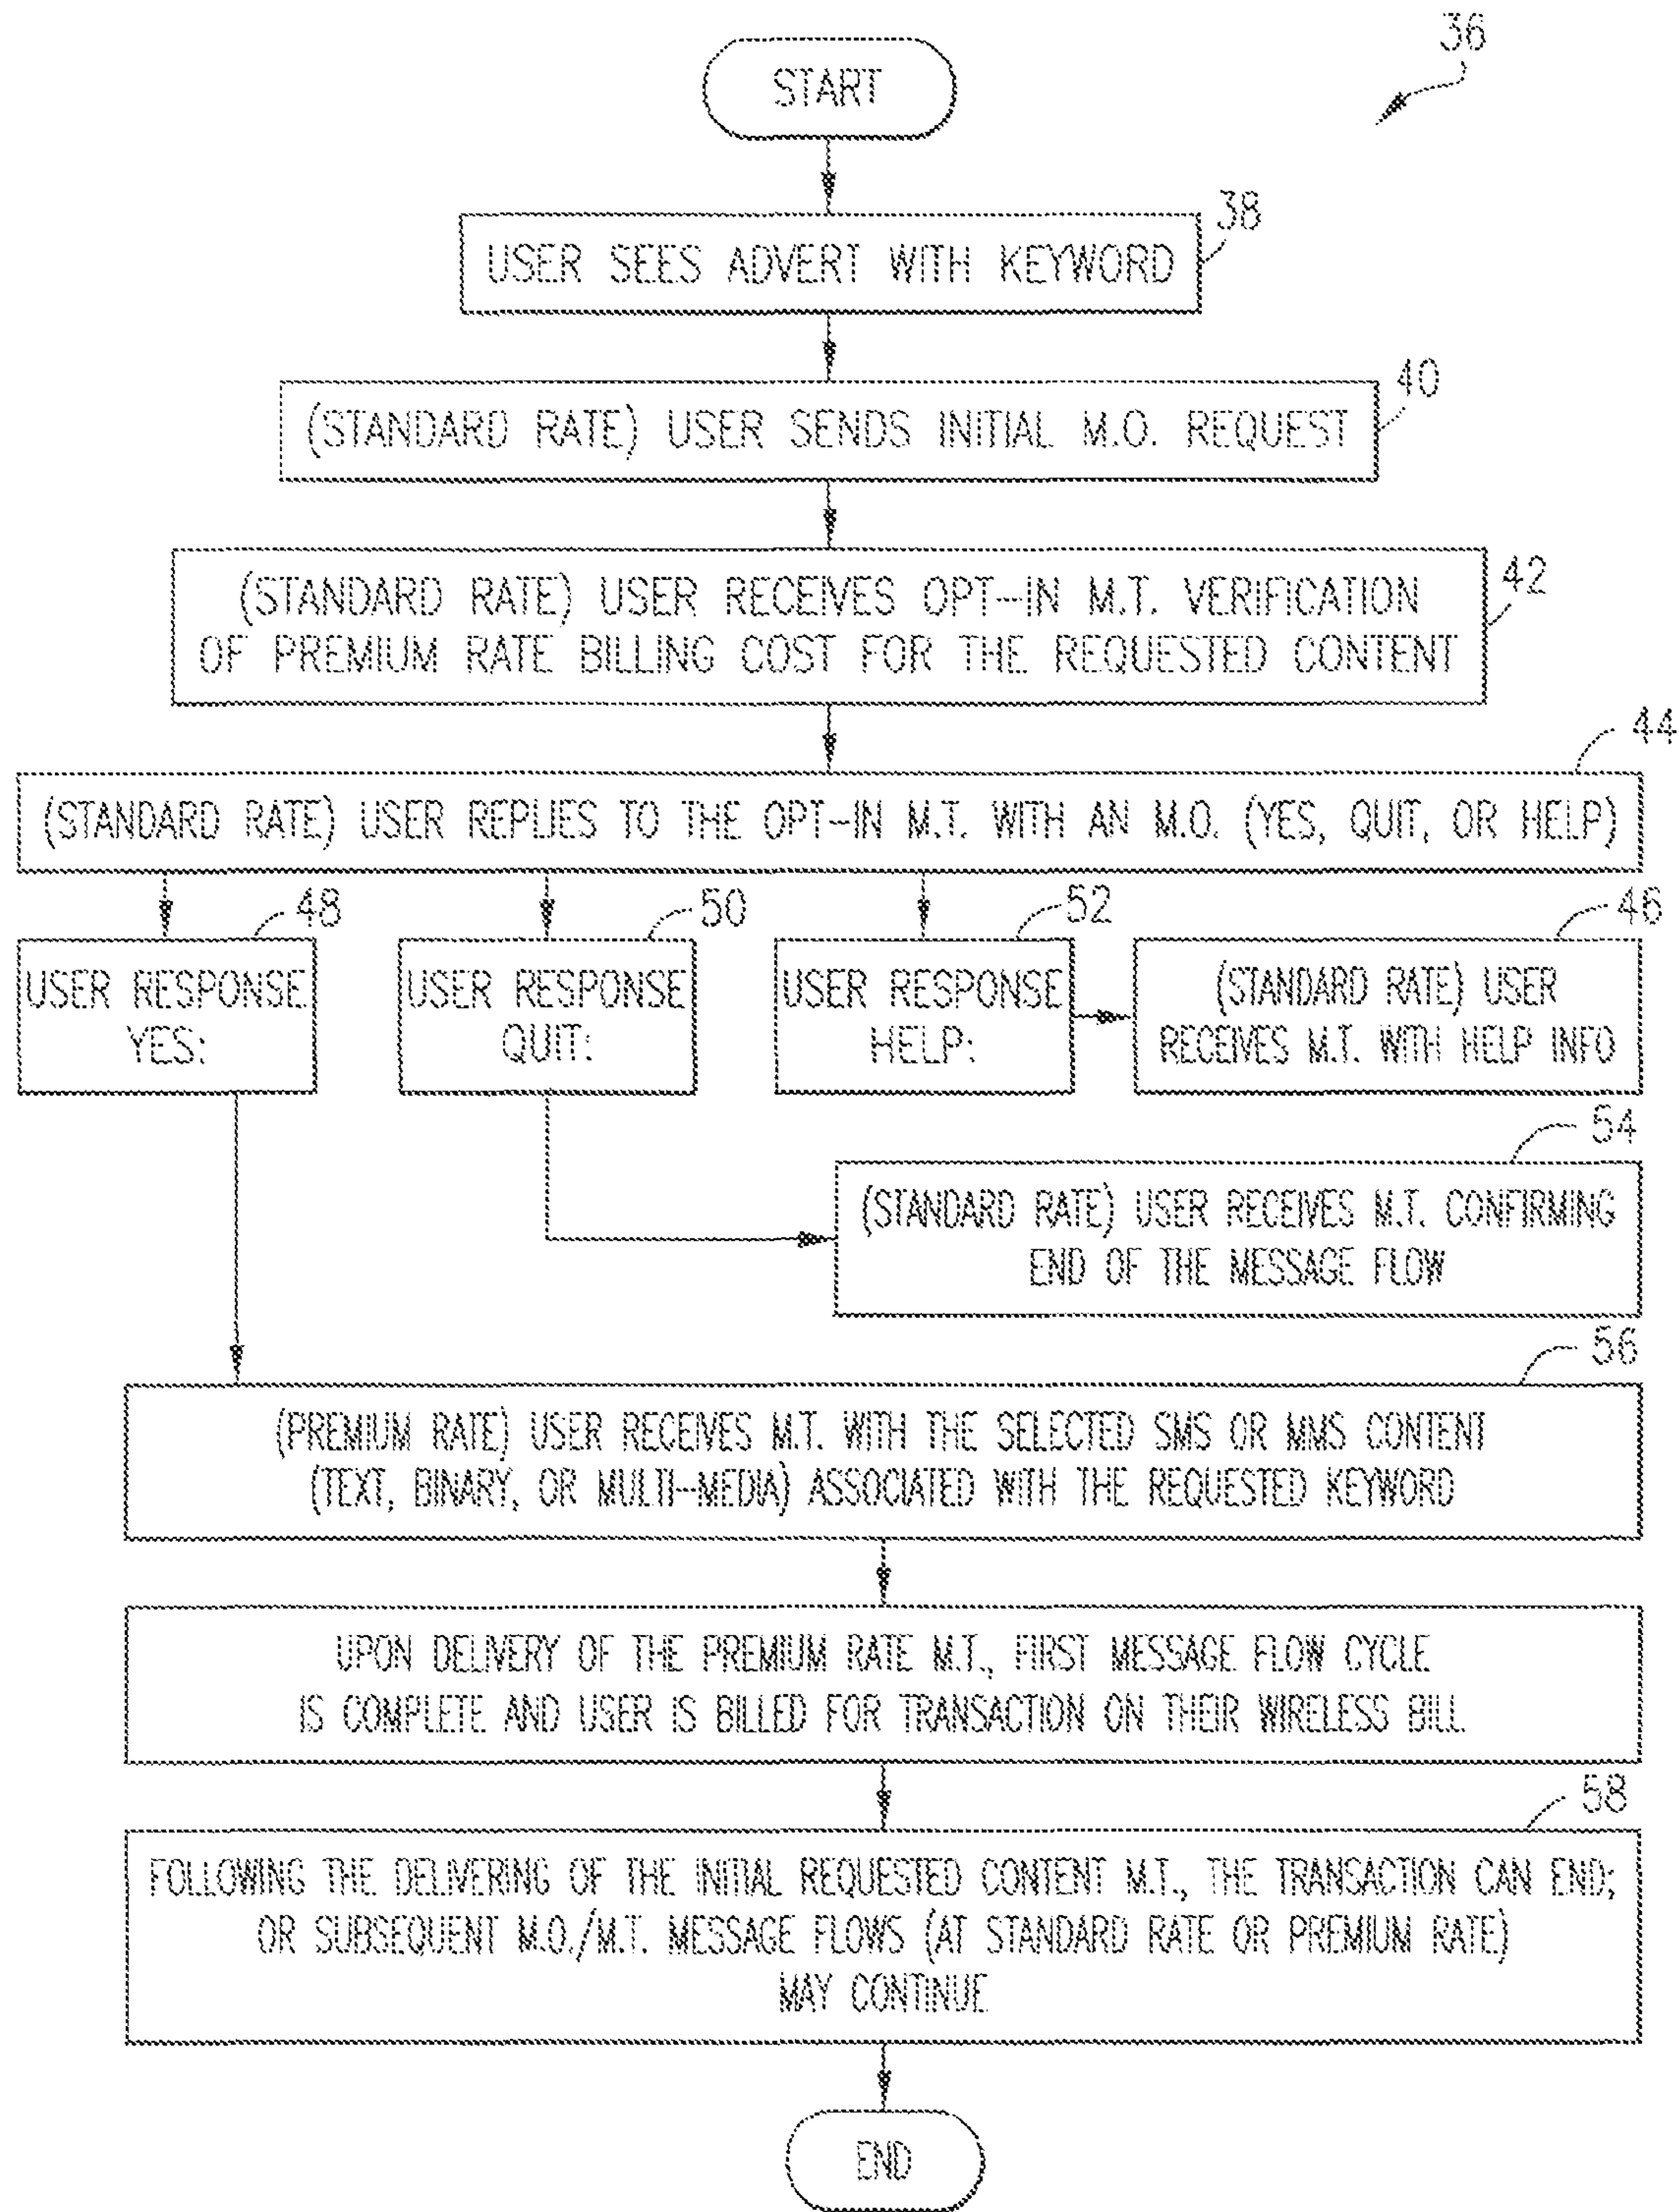 36
START
38
USER SEES ADVERT WITH KEYWORD
40
(STANDARD RATE) USER SENDS INITIAL M.O. REQUEST
42
(STANDARD RATE) USER RECEIVES OPT-IN M.T. VERIFICATION
OF PREMIUM RATE BILLING COST FOR THE REQUESTED CONTENT
44
(STANDARD RATE) USER REPLIES TO THE OPT-IN M.T. WITH AN M.O. (YES, QUIT, OR HELP)
48
USER RESPONSE
YES:
50
USER RESPONSE
QUIT:
52
USER RESPONSE
HELP:
46
(STANDARD RATE) USER
RECEIVES M.T. WITH HELP INFO
54
(STANDARD RATE) USER RECEIVES M.T. CONFIRMING
END OF THE MESSAGE FLOW
56
(PREMIUM RATE) USER RECEIVES M.T. WITH THE SELECTED SMS OR MMS CONTENT
(TEXT, BINARY, OR MULTI-MEDIA) ASSOCIATED WITH THE REQUESTED KEYWORD
UPON DELIVERY OF THE PREMIUM RATE M.T., FIRST MESSAGE FLOW CYCLE
IS COMPLETE AND USER IS BILLED FOR TRANSACTION ON THEIR WIRELESS BILL.
58
FOLLOWING THE DELIVERING OF THE INITIAL REQUESTED CONTENT M.T., THE TRANSACTION CAN END;
OR SUBSEQUENT M.O./M.T. MESSAGE FLOWS (AT STANDARD RATE OR PREMIUM RATE)
MAY CONTINUE
END